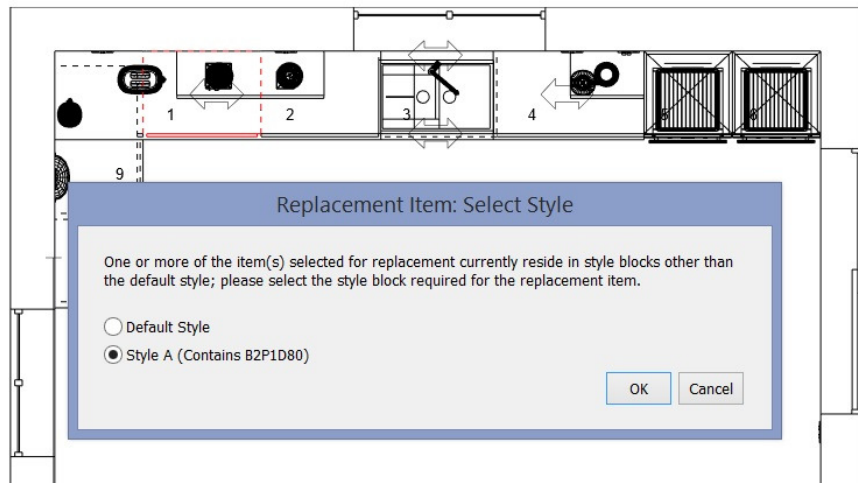 1
2
3
4
5
6
9
Replacement Item: Select Style
One or more of the item(s) selected for replacement currently reside in style blocks other than
the default style; please select the style block required for the replacement item.
Default Style
Style A (Contains B2P1D80)
OK
Cancel